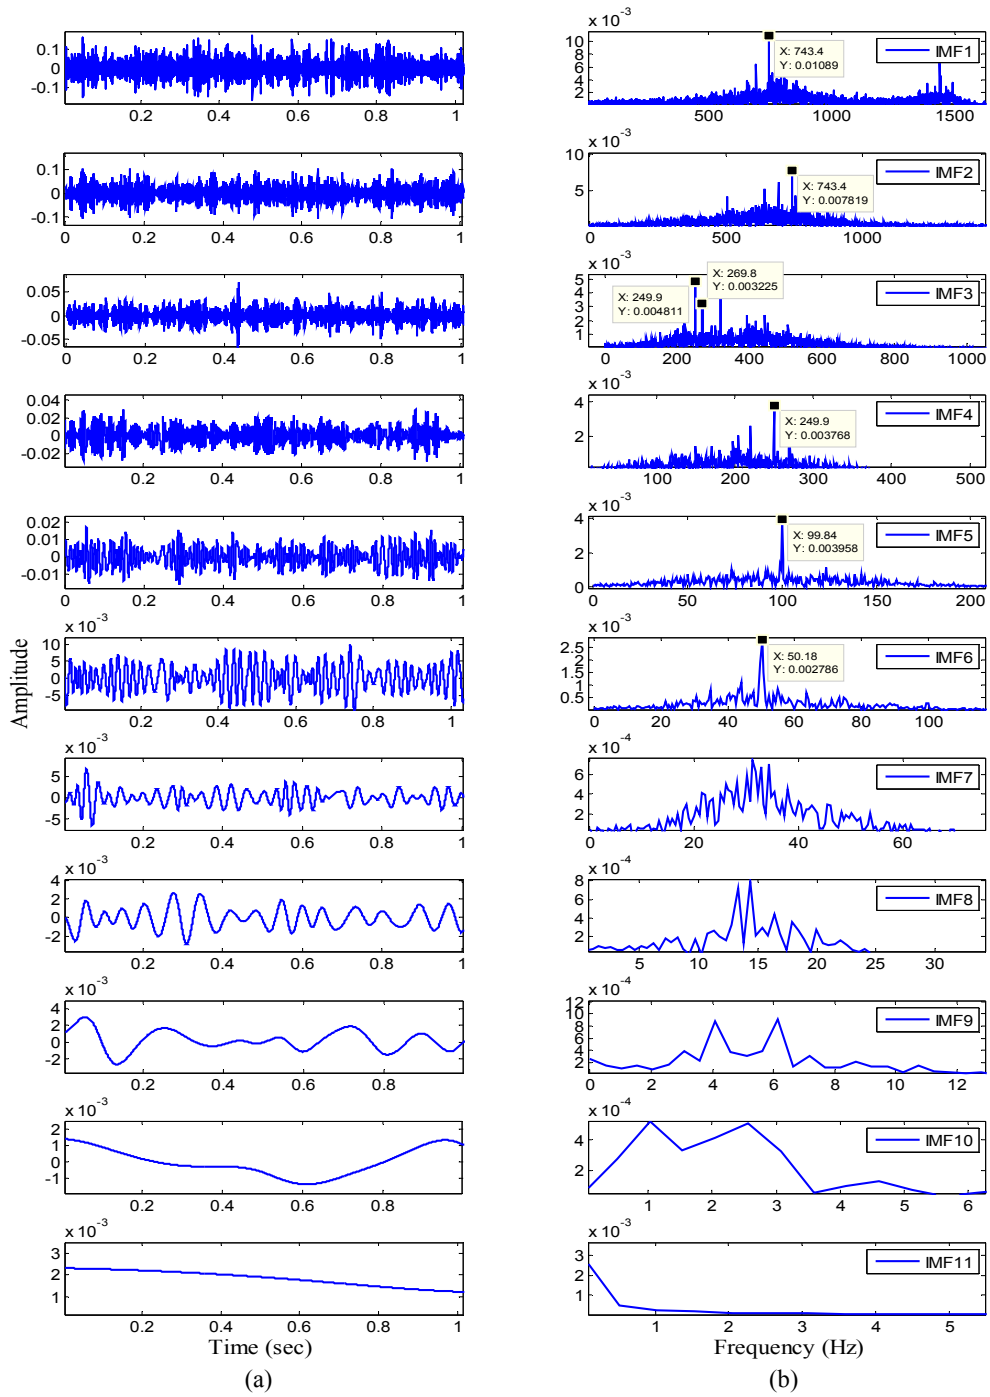 x 10^-3
0.1
0
-0.1
0.2 0.4 0.6 0.8 1
10
8
6
4
2
X: 743.4
Y: 0.01089
IMF1
500 1000 1500
0.1
0
-0.1
0 0.2 0.4 0.6 0.8 1
x 10^-3
10
5
X: 743.4
Y: 0.007819
IMF2
0 500 1000
0.05
0
-0.05
0 0.2 0.4 0.6 0.8 1
x 10^-3
5
4
3
2
1
X: 249.9
Y: 0.004811
X: 269.8
Y: 0.003225
IMF3
0 200 400 600 800 1000
0.04
0.02
0
-0.02
0 0.2 0.4 0.6 0.8 1
x 10^-3
4
2
X: 249.9
Y: 0.003768
IMF4
100 200 300 400 500
0.02
0.01
0
-0.01
0 0.2 0.4 0.6 0.8 1
x 10^-3
4
2
0
X: 99.84
Y: 0.003958
IMF5
0 50 100 150 200
Amplitude
x 10^-3
10
5
0
-5
0.2 0.4 0.6 0.8 1
x 10^-3
2.5
1.5
0.5
X: 50.18
Y: 0.002786
IMF6
0 20 40 60 80 100
x 10^-3
5
0
-5
0.2 0.4 0.6 0.8 1
x 10^-4
6
4
2
IMF7
0 20 40 60
x 10^-3
4
2
0
-2
0 0.2 0.4 0.6 0.8 1
x 10^-4
8
6
4
2
IMF8
5 10 15 20 25 30
x 10^-3
4
2
0
-2
0.2 0.4 0.6 0.8 1
x 10^-4
12
10
8
6
4
2
IMF9
0 2 4 6 8 10 12
x 10^-3
2
1
0
-1
0.2 0.4 0.6 0.8 1
x 10^-4
4
2
IMF10
1 2 3 4 5 6
x 10^-3
3
2
1
0.2 0.4 0.6 0.8 1
x 10^-3
3
2
1
IMF11
1 2 3 4 5
Time (sec)
Frequency (Hz)
(a)
(b)